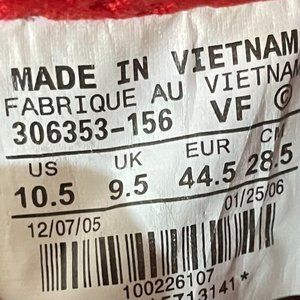 MADE IN VIETNAM
FABRIQUE AU VIETNAM
306353-156 VF ©
US UK EUR CM
10.5 9.5 44.5 28.5
12/07/05 01/25/06
100226107
5716141*